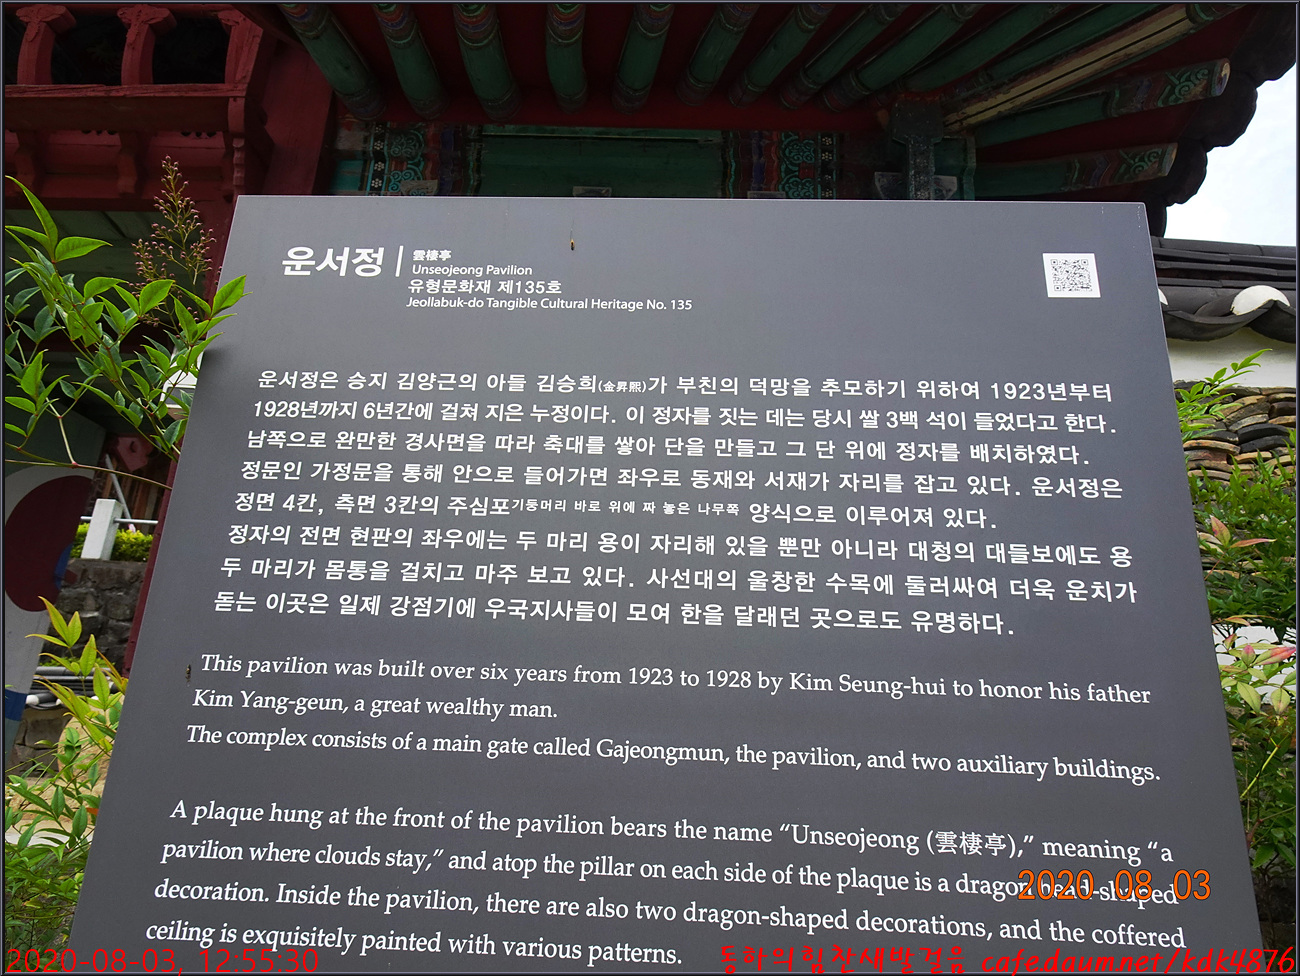 운서정
雲棲亭
Unseojeong Pavilion
유형문화재 제135호
Jeollabuk-do Tangible Cultural Heritage No. 135
운서정은 승지 김양근의 아들 김승희(金昇熙)가 부친의 덕망을 추모하기 위하여 1923년부터
1928년까지 6년간에 걸쳐 지은 누정이다. 이 정자를 짓는 데는 당시 쌀 3백 석이 들었다고 한다.
남쪽으로 완만한 경사면을 따라 축대를 쌓아 단을 만들고 그 단 위에 정자를 배치하였다.
정문인 가정문을 통해 안으로 들어가면 좌우로 동재와 서재가 자리를 잡고 있다. 운서정은
정면 4칸, 측면 3칸의 주심포기둥머리 바로 위에 짜 놓은 나무쪽 양식으로 이루어져 있다.
정자의 전면 현판의 좌우에는 두 마리 용이 자리해 있을 뿐만 아니라 대청의 대들보에도 용
두 마리가 몸통을 걸치고 마주 보고 있다. 사선대의 울창한 수목에 둘러싸여 더욱 운치가
돋는 이곳은 일제 강점기에 우국지사들이 모여 한을 달래던 곳으로도 유명하다.
This pavilion was built over six years from 1923 to 1928 by Kim Seung-hui to honor his father
Kim Yang-geun, a great wealthy man.
The complex consists of a main gate called Gajeongmun, the pavilion, and two auxiliary buildings.
A plaque hung at the front of the pavilion bears the name “Unseojeong (雲棲亭),” meaning “a
pavilion where clouds stay,” and atop the pillar on each side of the plaque is a dragon head-shaped
decoration. Inside the pavilion, there are also two dragon-shaped decorations, and the coffered
ceiling is exquisitely painted with various patterns.
2020 08 03
2020-08-03, 12:55:30
동하의힘찬새발걸음 cafe.daum.net/kdk4876